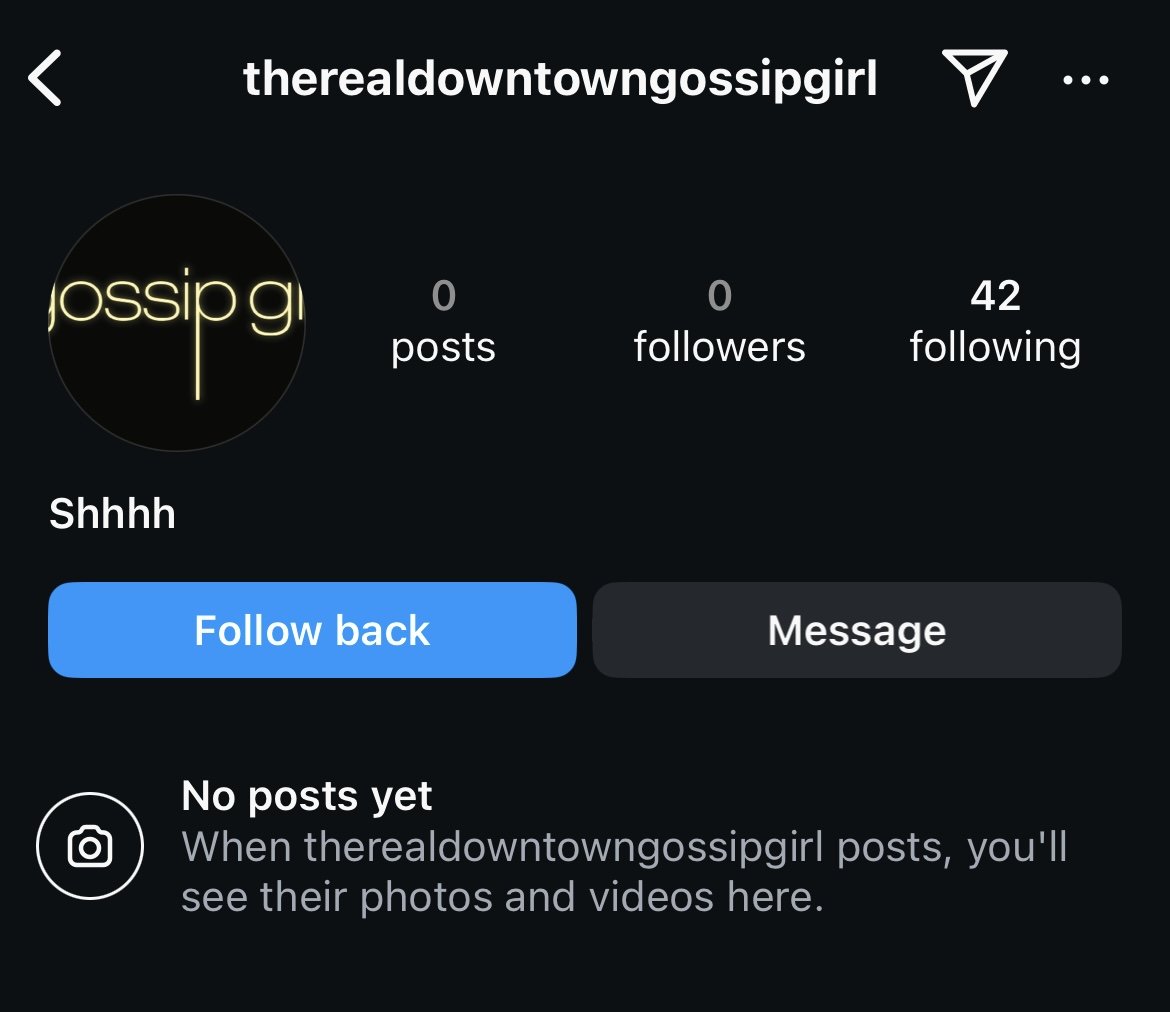 therealdowntowngossipgirl
gossip gi
0
posts
0
followers
42
following
Shhhh
Follow back
Message
No posts yet
When therealdowntowngossipgirl posts, you'll
see their photos and videos here.